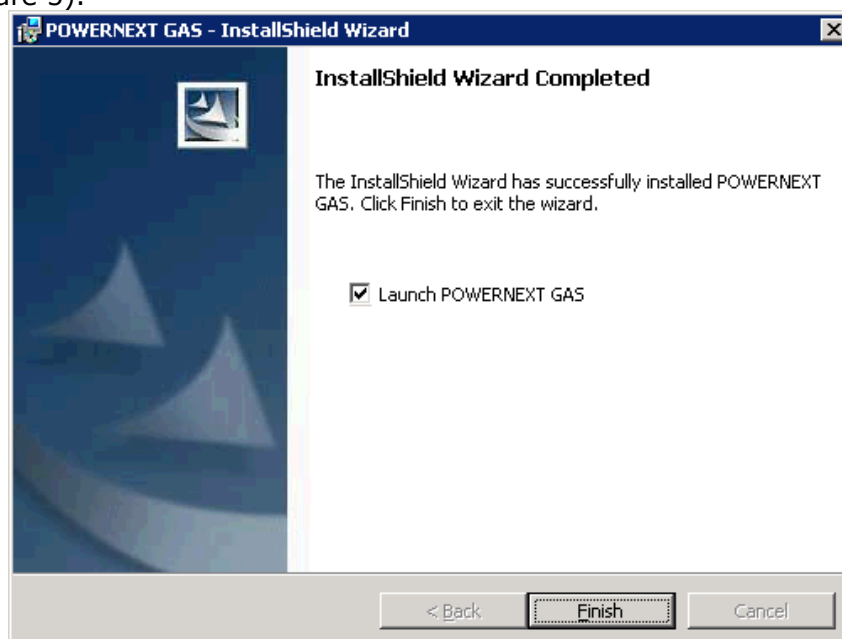 POWERNEXT GAS - InstallShield Wizard
InstallShield Wizard Completed
The InstallShield Wizard has successfully installed POWERNEXT
GAS. Click Finish to exit the wizard.
Launch POWERNEXT GAS
< Back
Finish
Cancel